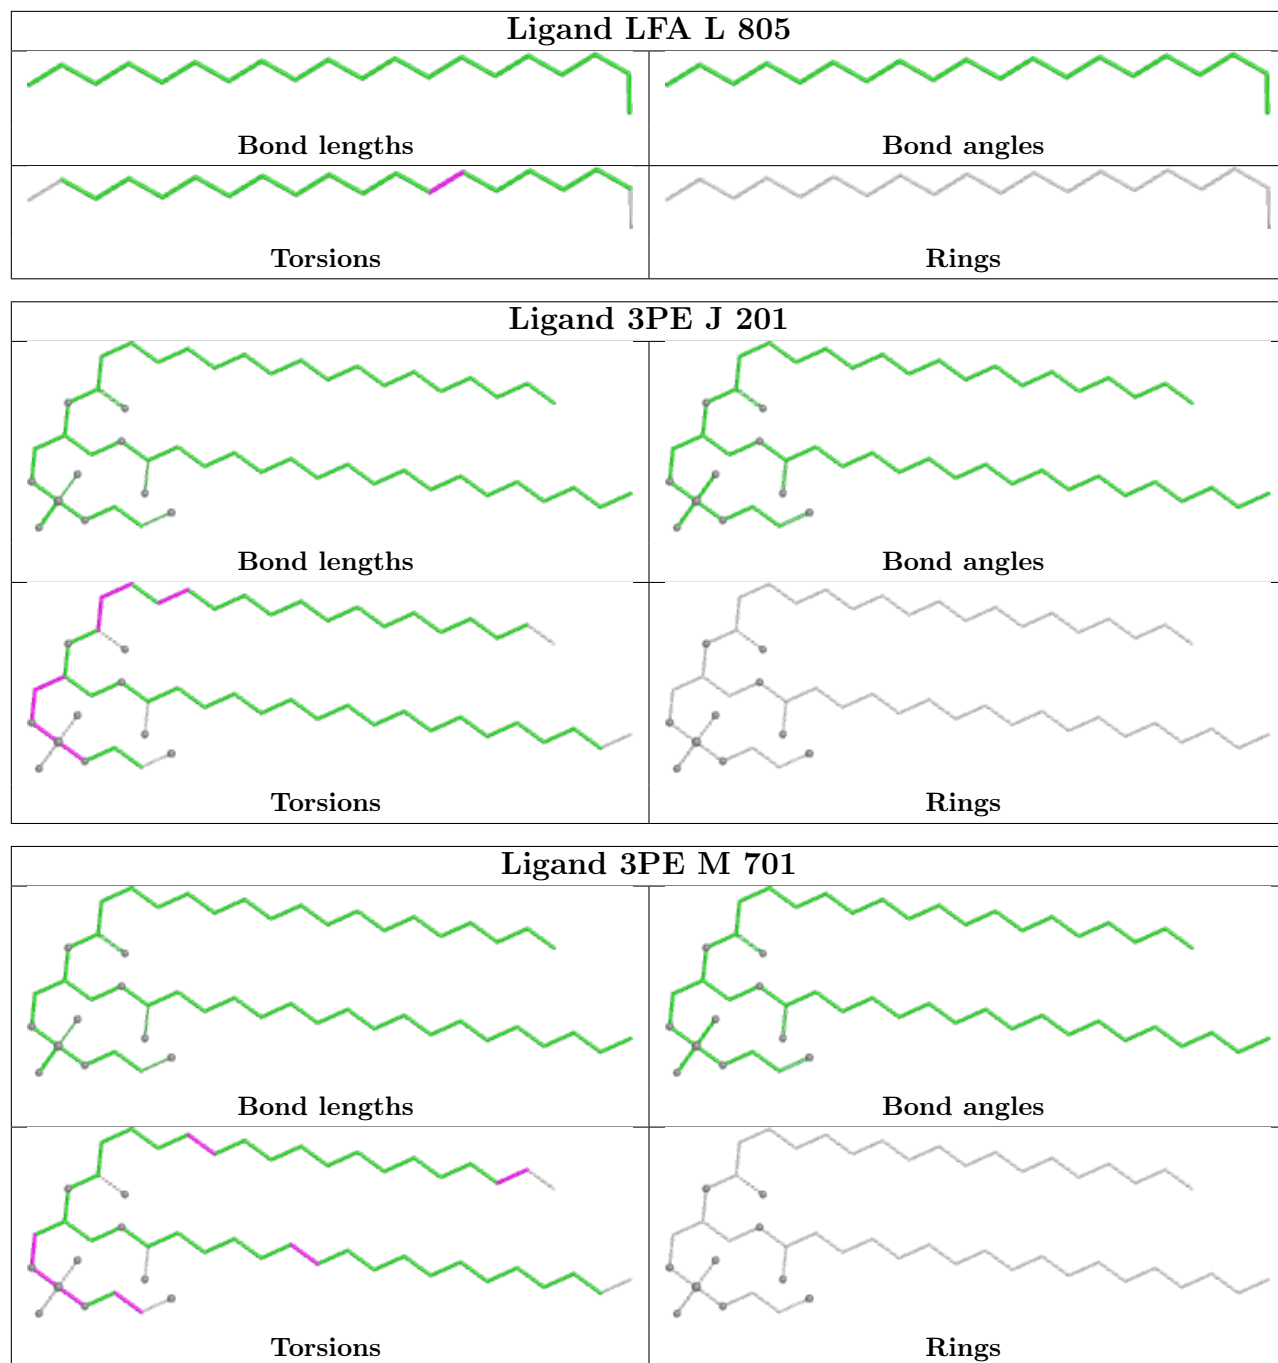 Ligand LFA L 805
Bond lengths
Bond angles
Torsions
Rings
Ligand 3PE J 201
Bond lengths
Bond angles
Torsions
Rings
Ligand 3PE M 701
Bond lengths
Bond angles
Torsions
Rings